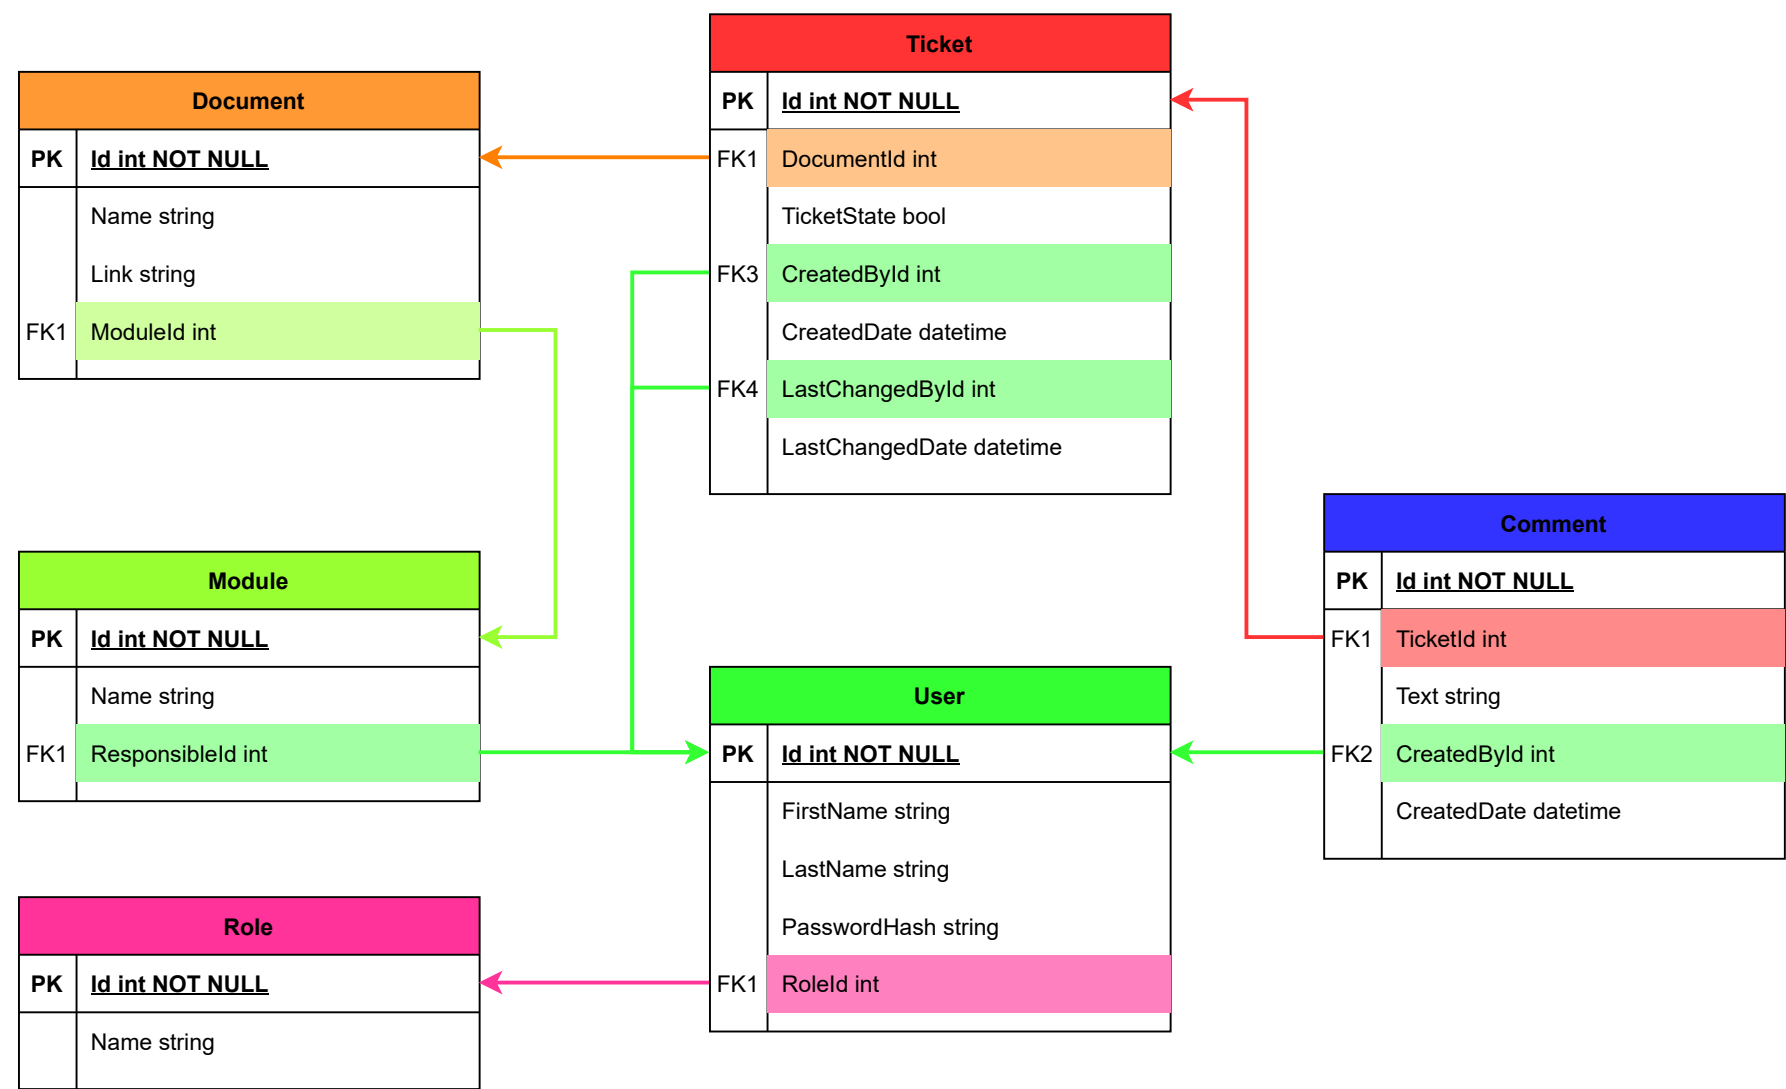 Document
PK Id int NOT NULL
Name string
Link string
FK1 ModuleId int
Ticket
PK Id int NOT NULL
FK1 DocumentId int
TicketState bool
FK3 CreatedById int
CreatedDate datetime
FK4 LastChangedById int
LastChangedDate datetime
Module
PK Id int NOT NULL
Name string
FK1 ResponsibleId int
User
PK Id int NOT NULL
FirstName string
LastName string
PasswordHash string
FK1 RoleId int
Comment
PK Id int NOT NULL
FK1 TicketId int
Text string
FK2 CreatedById int
CreatedDate datetime
Role
PK Id int NOT NULL
Name string